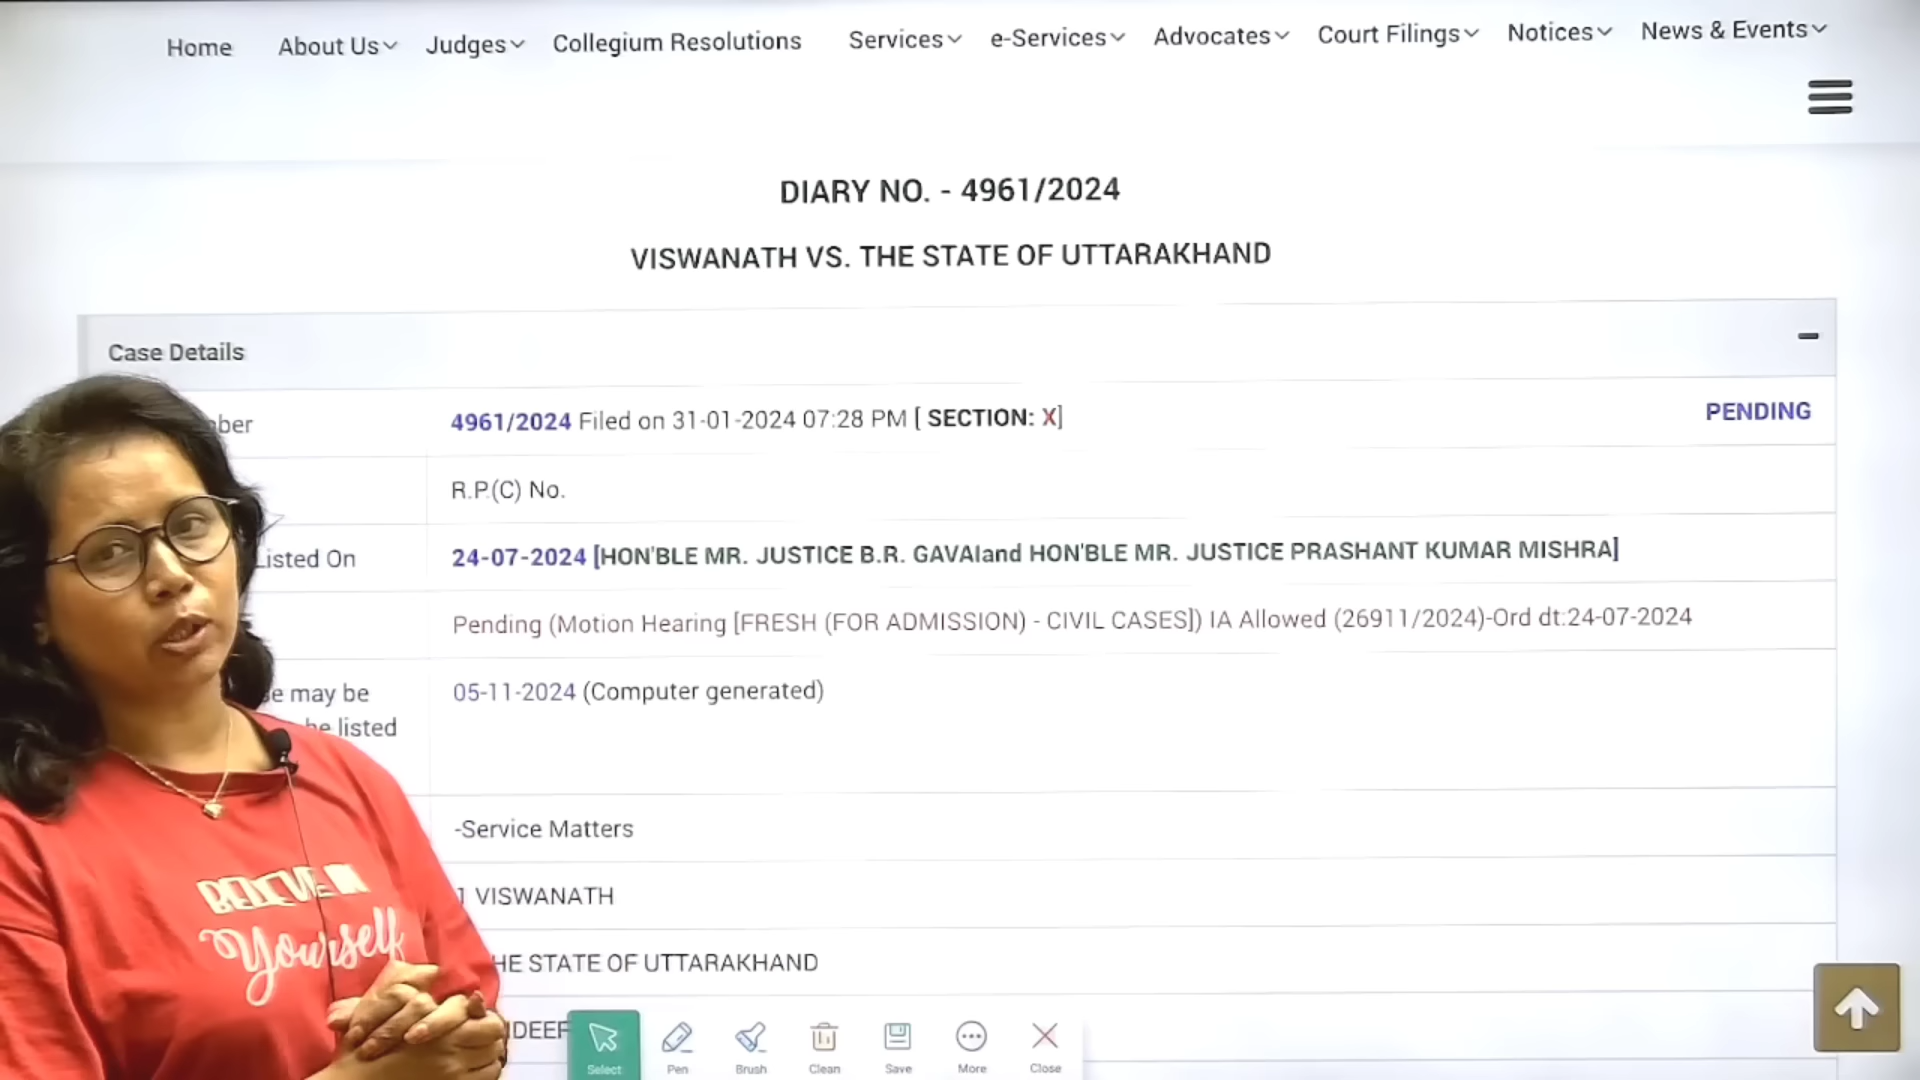 Home About Us Judges Collegium Resolutions Services e-Services Advocates Court Filings Notices News & Events
DIARY NO. - 4961/2024
VISWANATH VS. THE STATE OF UTTARAKHAND
Case Details
4961/2024 Filed on 31-01-2024 07:28 PM [ SECTION: X] PENDING
R.P.(C) No.
Listed On 24-07-2024 [HON'BLE MR. JUSTICE B.R. GAVAIand HON'BLE MR. JUSTICE PRASHANT KUMAR MISHRA]
Pending (Motion Hearing [FRESH (FOR ADMISSION) - CIVIL CASES]) IA Allowed (26911/2024)-Ord dt:24-07-2024
may be 05-11-2024 (Computer generated)
listed
-Service Matters
1 VISWANATH
STATE OF UTTARAKHAND
BELIEVE IN
Yourself
Select Pen Brush Clean Save More Close